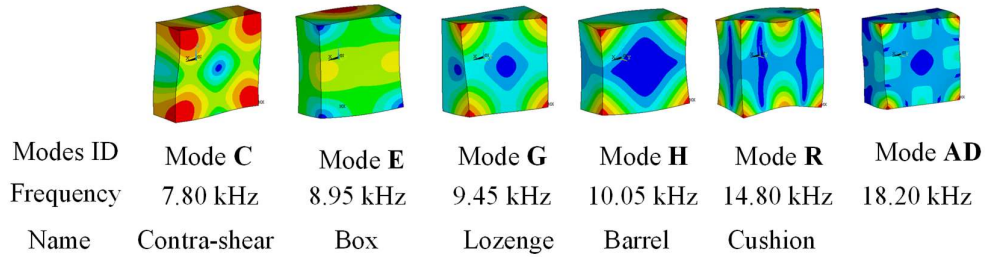 Modes ID Mode C Mode E Mode G Mode H Mode R Mode AD
Frequency 7.80 kHz 8.95 kHz 9.45 kHz 10.05 kHz 14.80 kHz 18.20 kHz
Name Contra-shear Box Lozenge Barrel Cushion